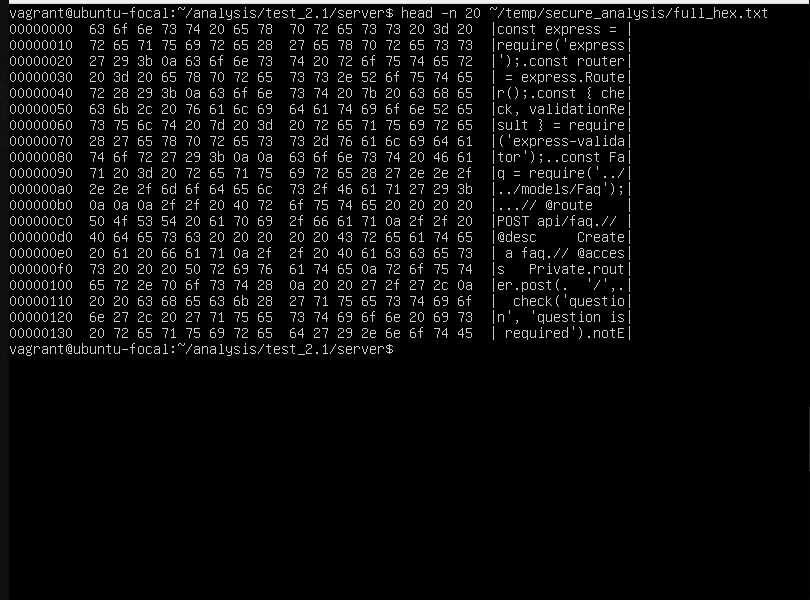 vagrant@ubuntu-focal:~/analysis/test_2.1/server$ head -n 20 ~/temp/secure_analysis/full_hex.txt
00000000  63 6f 6e 73 74 20 65 78  70 72 65 73 73 20 3d 20  |const express = |
00000010  72 65 71 75 69 72 65 28  27 65 78 70 72 65 73 73  |require('express|
00000020  27 29 3b 0a 63 6f 6e 73  74 20 72 6f 75 74 65 72  |');.const router|
00000030  20 3d 20 65 78 70 72 65  73 73 2e 52 6f 75 74 65  | = express.Route|
00000040  72 28 29 3b 0a 63 6f 6e  73 74 20 7b 20 63 68 65  |r();.const { che|
00000050  63 6b 2c 20 76 61 6c 69  64 61 74 69 6f 6e 52 65  |ck, validationRe|
00000060  73 75 6c 74 20 7d 20 3d  20 72 65 71 75 69 72 65  |sult } = require|
00000070  28 27 65 78 70 72 65 73  73 2d 76 61 6c 69 64 61  |('express-valida|
00000080  74 6f 72 27 29 3b 0a 0a  63 6f 6e 73 74 20 46 61  |tor');..const Fa|
00000090  71 20 3d 20 72 65 71 75  69 72 65 28 27 2e 2e 2f  |q = require('../|
000000a0  2e 2e 2f 6d 6f 64 65 6c  73 2f 46 61 71 27 29 3b  |../models/Faq');|
000000b0  0a 0a 0a 2f 2f 20 40 72  6f 75 74 65 20 20 20 20  |...// @route    |
000000c0  50 4f 53 54 20 61 70 69  2f 66 61 71 0a 2f 2f 20  |POST api/faq.// |
000000d0  40 64 65 73 63 20 20 20  20 20 43 72 65 61 74 65  |@desc     Create|
000000e0  20 61 20 66 61 71 0a 2f  2f 20 40 61 63 63 65 73  | a faq.// @acces|
000000f0  73 20 20 20 50 72 69 76  61 74 65 0a 72 6f 75 74  |s   Private.rout|
00000100  65 72 2e 70 6f 73 74 28  0a 20 20 27 2f 27 2c 0a  |er.post(.  '/',.|
00000110  20 20 63 68 65 63 6b 28  27 71 75 65 73 74 69 6f  |  check('questio|
00000120  6e 27 2c 20 27 71 75 65  73 74 69 6f 6e 20 69 73  |n', 'question is|
00000130  20 72 65 71 75 69 72 65  64 27 29 2e 6e 6f 74 45  | required').notE|
vagrant@ubuntu-focal:~/analysis/test_2.1/server$